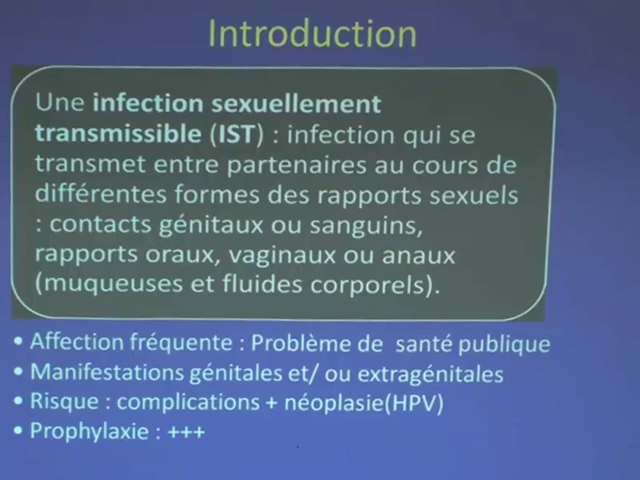 Introduction
Une infection sexuellement
transmissible (IST) : infection qui se
transmet entre partenaires au cours de
différentes formes des rapports sexuels
: contacts génitaux ou sanguins,
rapports oraux, vaginaux ou anaux
(muqueuses et fluides corporels).
• Affection fréquente : Problème de santé publique
• Manifestations génitales et/ ou extragénitales
• Risque : complications + néoplasie(HPV)
• Prophylaxie : +++